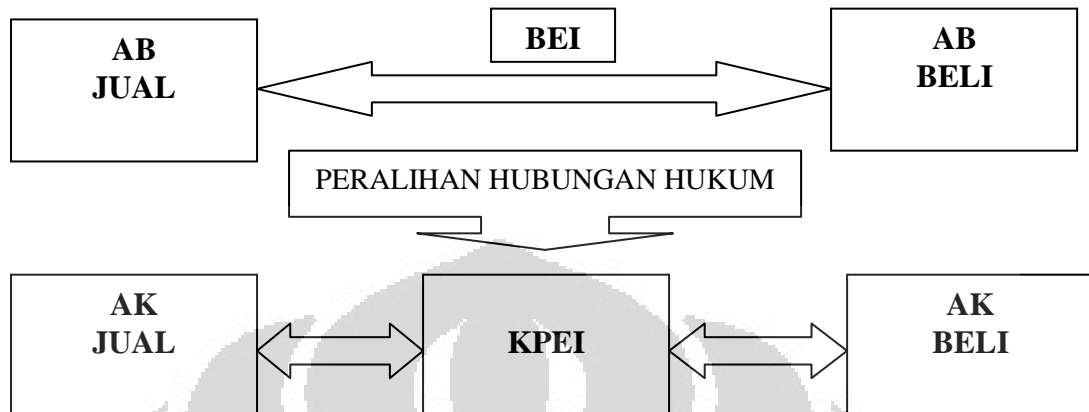 AB
JUAL
BEI
AB
BELI
PERALIHAN HUBUNGAN HUKUM
AK
JUAL
KPEI
AK
BELI